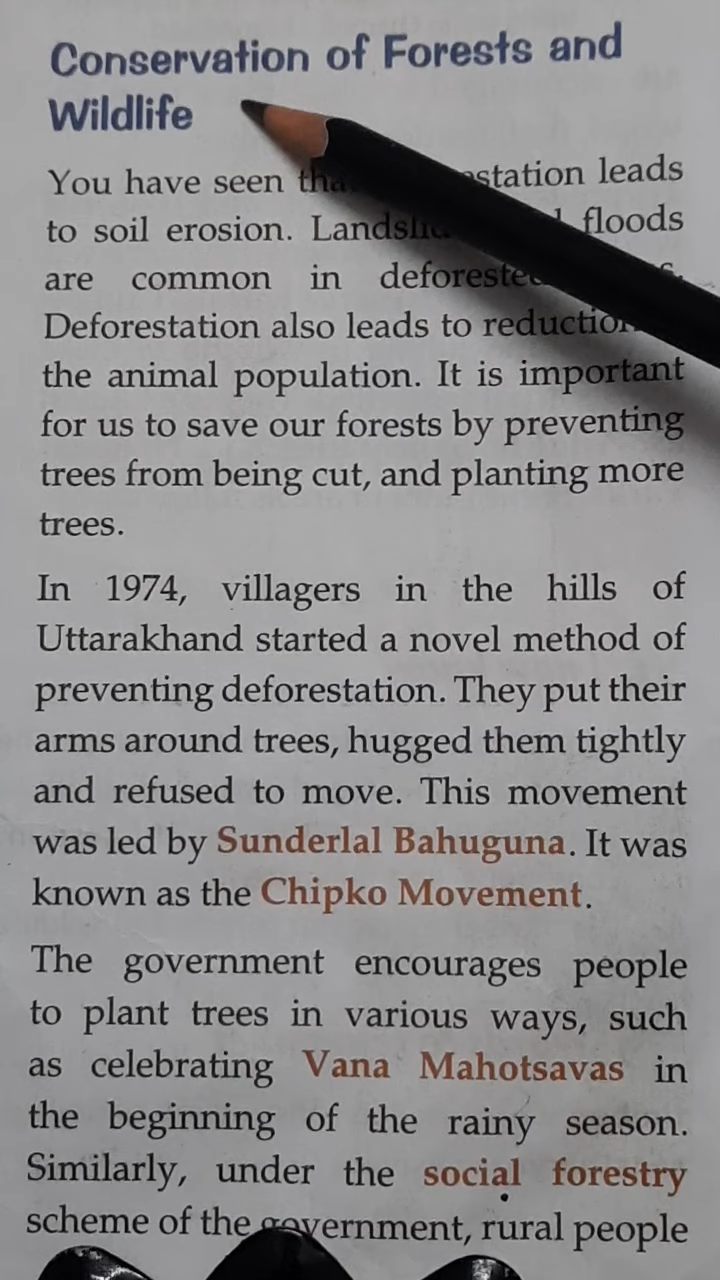 Conservation of Forests and
Wildlife
You have seen leads
to soil erosion. floods
are common in
Deforestation also leads to
the animal population. It is important
for us to save our forests by preventing
trees from being cut, and planting more
trees.
In 1974, villagers in the hills of
Uttarakhand started a novel method of
preventing deforestation. They put their
arms around trees, hugged them tightly
and refused to move. This movement
was led by Sunderlal Bahuguna. It was
known as the Chipko Movement.
The government encourages people
to plant trees in various ways, such
as celebrating Vana Mahotsavas in
the beginning of the rainy season.
Similarly, under the social forestry
scheme of the government, rural people